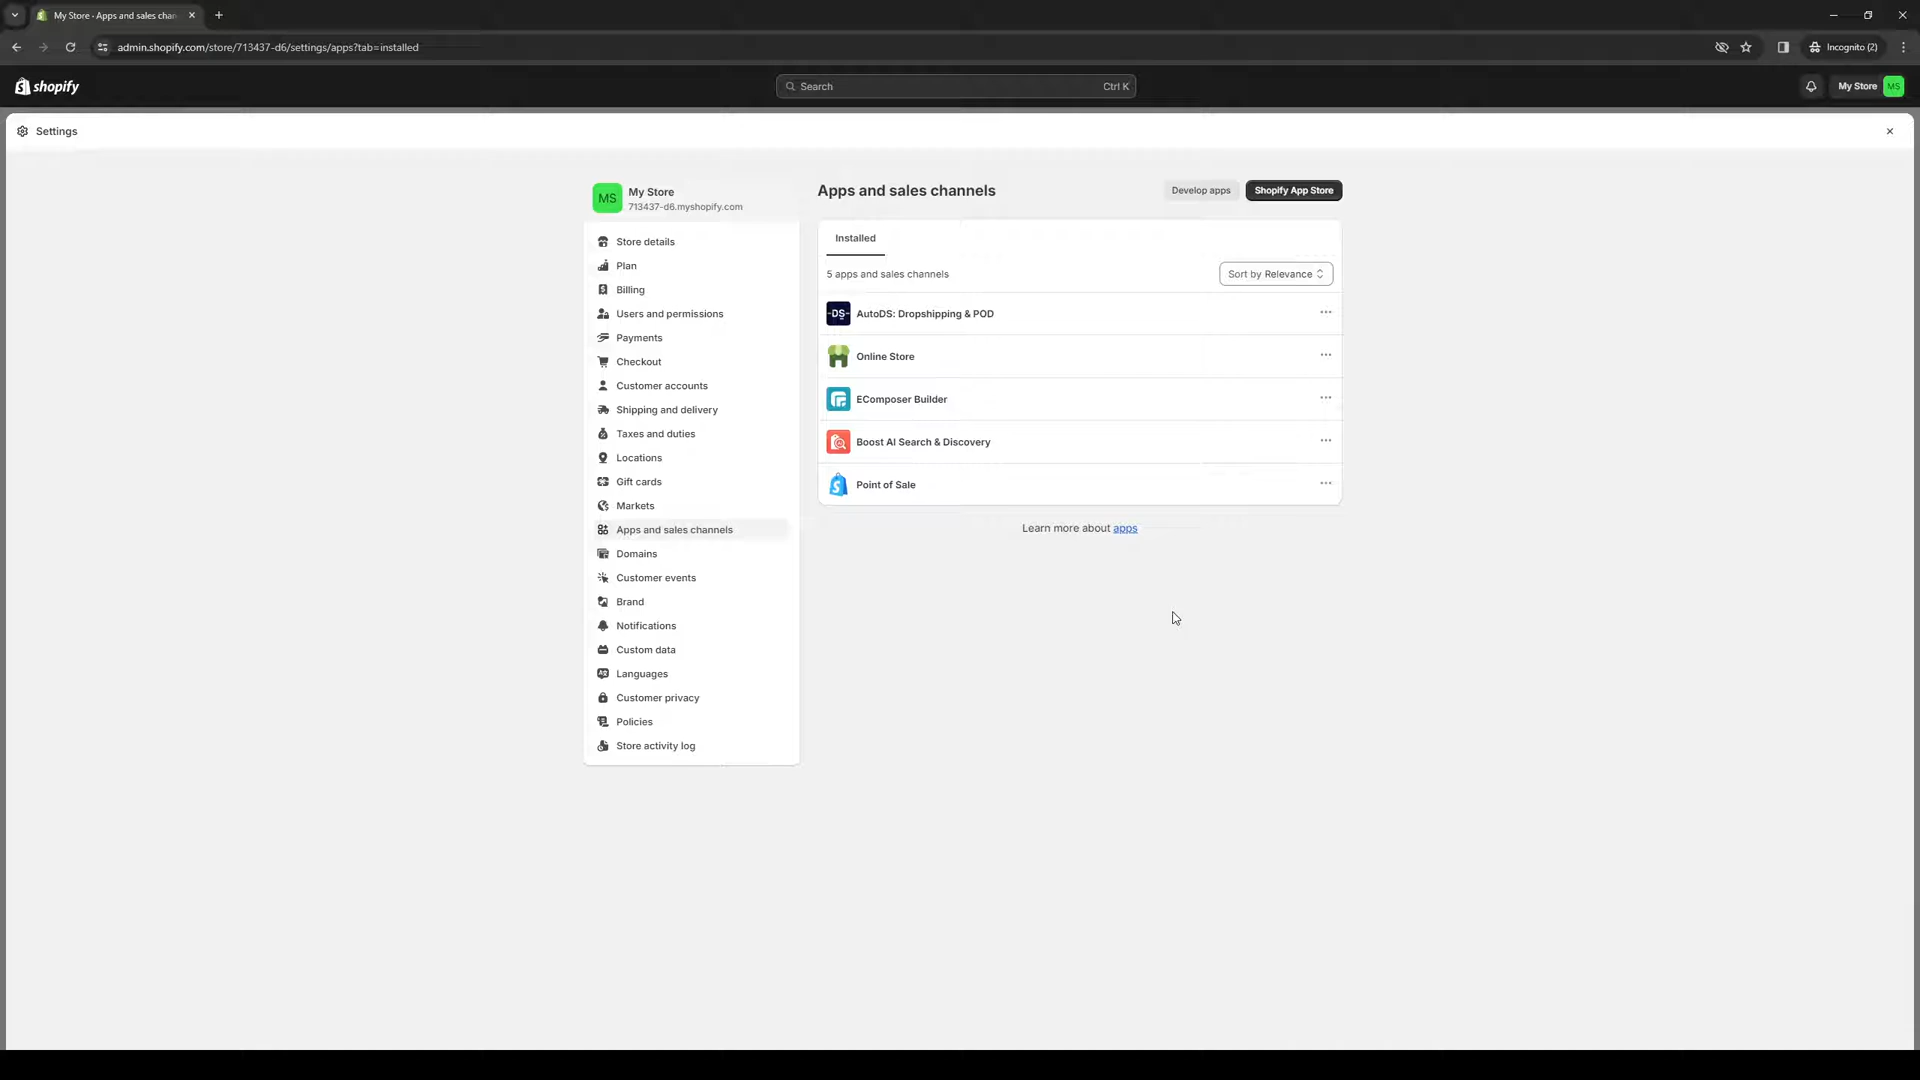 My Store - Apps and sales chan
admin.shopify.com/store/713437-d6/settings/apps?tab=installed
Incognito (2)
shopify
Search
Ctrl K
My Store
MS
Settings
MS
My Store
713437-d6.myshopify.com
Store details
Plan
Billing
Users and permissions
Payments
Checkout
Customer accounts
Shipping and delivery
Taxes and duties
Locations
Gift cards
Markets
Apps and sales channels
Domains
Customer events
Brand
Notifications
Custom data
Languages
Customer privacy
Policies
Store activity log
Apps and sales channels
Develop apps
Shopify App Store
Installed
5 apps and sales channels
Sort by Relevance
-DS-
AutoDS: Dropshipping & POD
Online Store
EComposer Builder
Boost AI Search & Discovery
Point of Sale
Learn more about apps